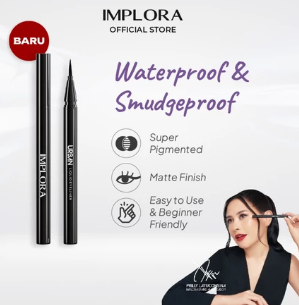 IMPLORA
OFFICIAL STORE
BARU
Waterproof &
Smudgeproof
Super
Pigmented
Matte Finish
Easy to Use
& Beginner
Friendly
IMPLORA
URBAN